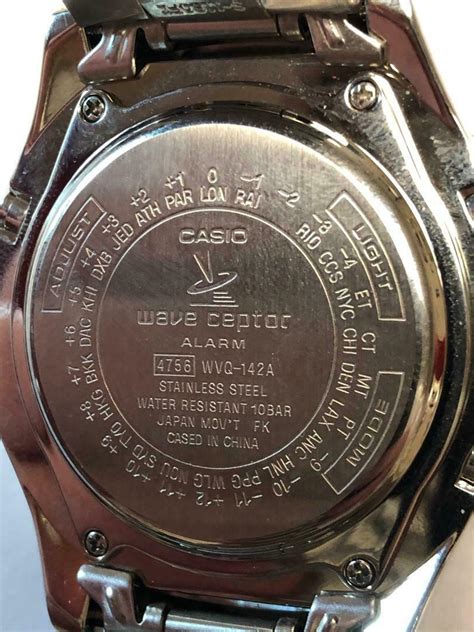 +1 0 -1 -2 -3 -4 ET CT MT PT -9 -10 -11 +12 +11 +10 +9 +8 +7 +6 +5 +4 +3 +2
PAR LON RAI RIO CCS NYC CHI DEN LAX ANC HNL PPG WLG NOU SYD TYO HKG BKK DAC KHI DXB JED ATH
ADJUST
LIGHT
MODE
CASIO
wave ceptor
ALARM
4756 WVQ-142A
STAINLESS STEEL
WATER RESISTANT 10BAR
JAPAN MOV'T FK
CASED IN CHINA